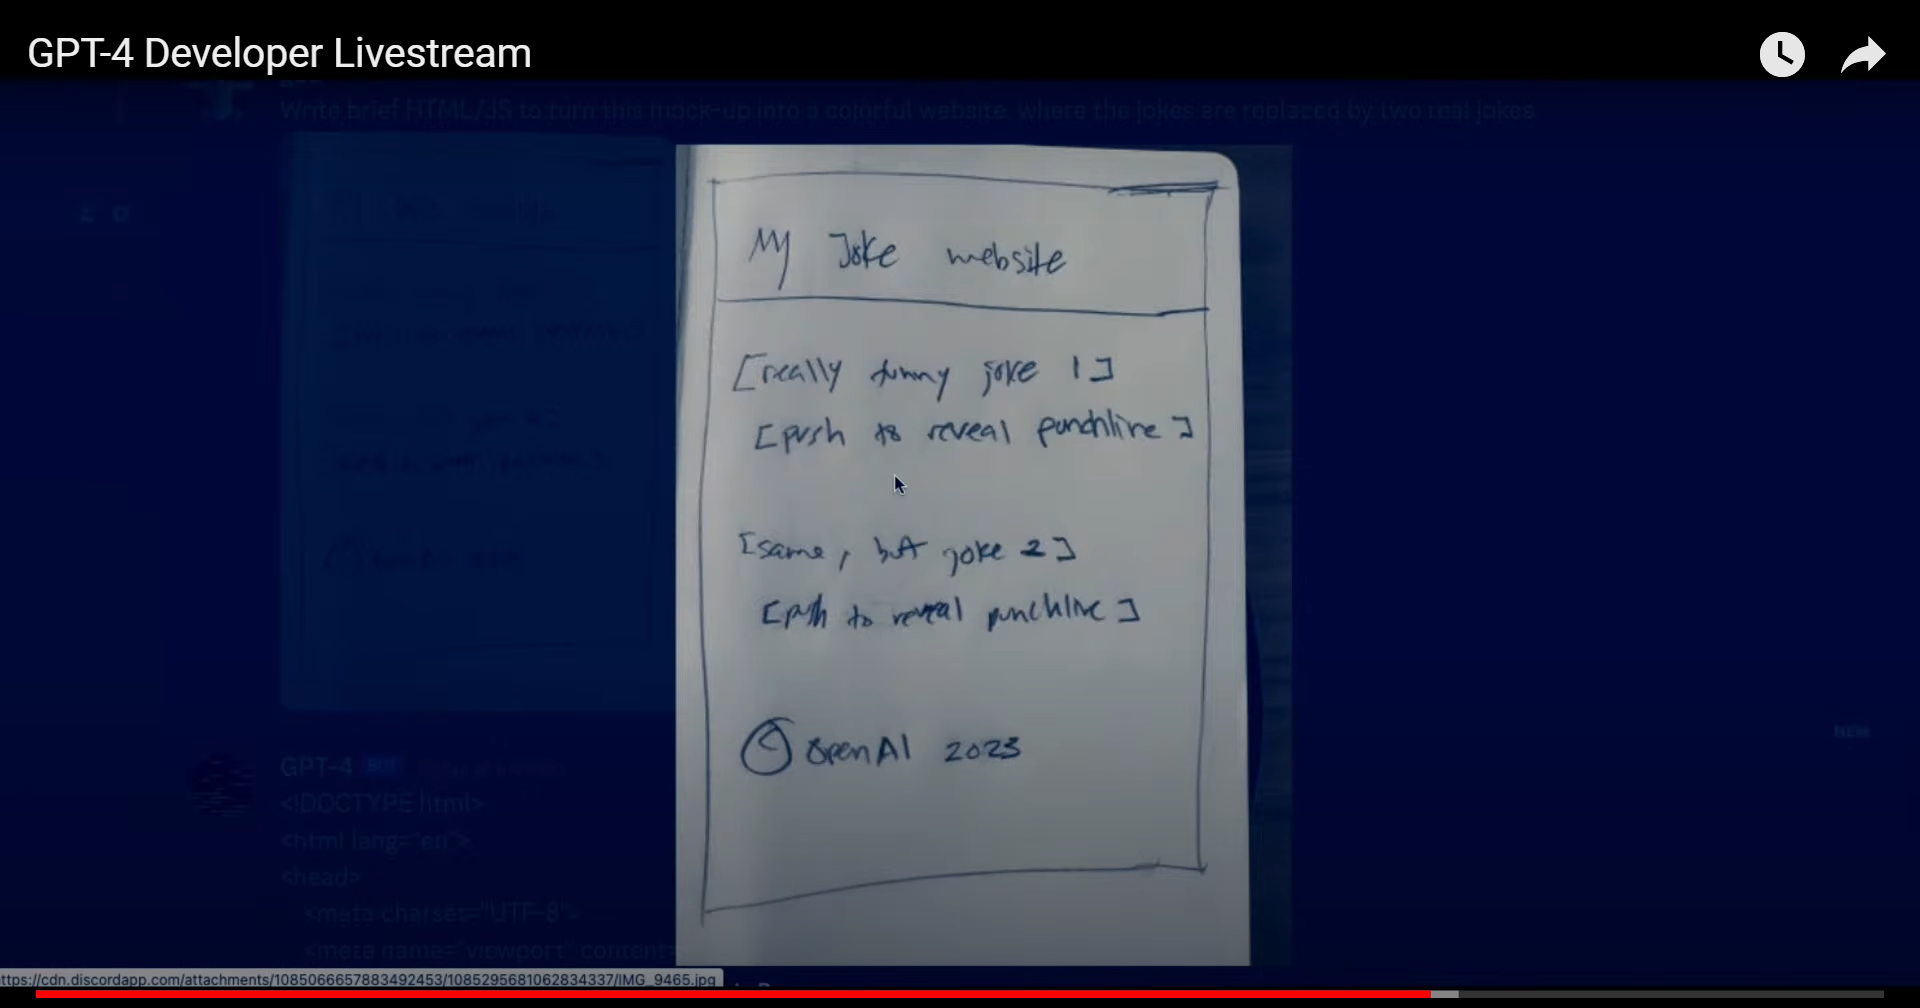 GPT-4 Developer Livestream
Write brief HTML/JS to turn this mock-up into a colorful website, where the jokes are replaced by two real jokes
My Joke website
[really funny joke 1]
[push to reveal punchline]
[same, but joke 2]
[push to reveal punchline]
© OpenAI 2023
NEW
GPT-4 BOT
<!DOCTYPE html>
<html lang="en">
<head>
<meta charset="UTF-8">
<meta name="viewport" content=
ttps://cdn.discordapp.com/attachments/1085066657883492453/1085295681062834337/IMG_9465.jpg